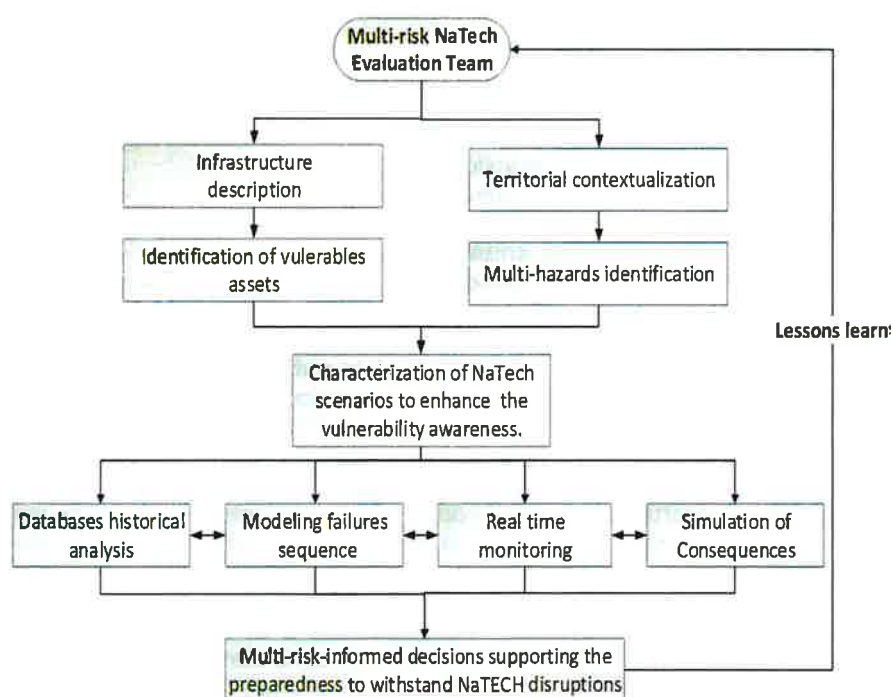 Multi-risk NaTech
Evaluation Team
Infrastructure
description
Territorial contextualization
Identification of vulerables
assets
Multi-hazards identification
Lessons learn
Characterization of NaTech
scenarios to enhance the
vulnerability awareness.
Databases historical
analysis
Modeling failures
sequence
Real time
monitoring
Simulation of
Consequences
Multi-risk-informed decisions supporting the
preparedness to withstand NaTECH disruptions